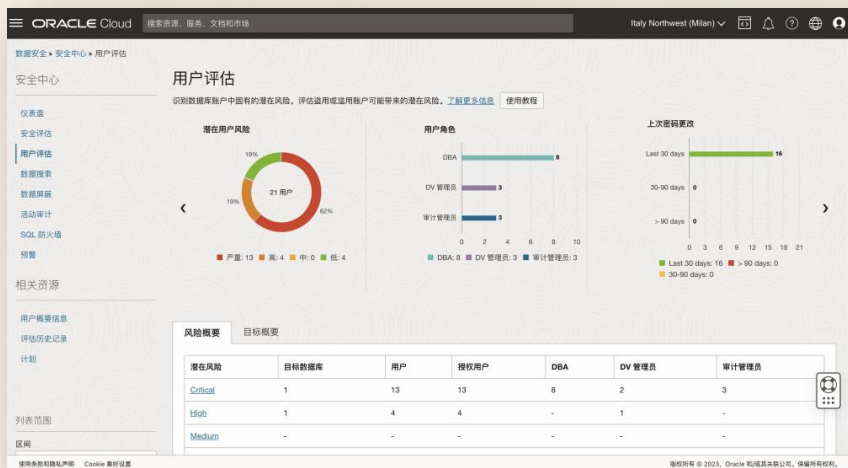 ORACLE Cloud
搜索资源、服务、文档和市场
Italy Northwest (Milan)
数据安全 » 安全中心 » 用户评估
安全中心
仪表盘
安全评估
用户评估
数据搜索
数据屏蔽
活动审计
SQL 防火墙
预警
相关资源
用户概要信息
评估历史记录
计划
列表范围
区间
用户评估
识别数据库账户中固有的潜在风险，评估盗用或滥用账户可能带来的潜在风险。了解更多信息 使用教程
潜在用户风险
19%
19%
62%
21 用户
严重: 13 高: 4 中: 0 低: 4
用户角色
DBA 8
DV 管理员 3
审计管理员 3
0 2 4 6 8 10
DBA: 8 DV 管理员: 3 审计管理员: 3
上次密码更改
Last 30 days 16
30-90 days 0
> 90 days 0
0 3 6 9 12 15 18 21
Last 30 days: 16 > 90 days: 0
30-90 days: 0
风险概要 目标概要
潜在风险 目标数据库 用户 授权用户 DBA DV 管理员 审计管理员
Critical 1 13 13 8 2 3
High 1 4 4 - 1 -
Medium - - - - - -
使用条款和隐私声明 Cookie 喜好设置
版权所有 © 2023，Oracle 和/或其关联公司。保留所有权利。